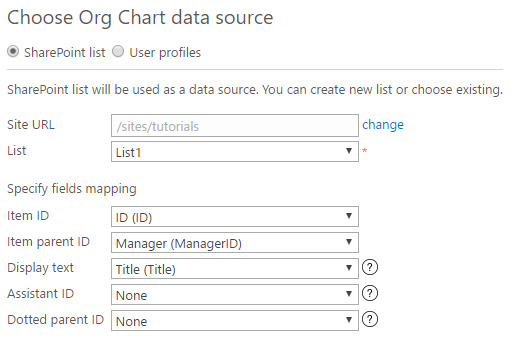 Choose Org Chart data source
SharePoint list User profiles
SharePoint list will be used as a data source. You can create new list or choose existing.
Site URL /sites/tutorials change
List List1 *
Specify fields mapping
Item ID ID (ID)
Item parent ID Manager (ManagerID)
Display text Title (Title) ?
Assistant ID None ?
Dotted parent ID None ?